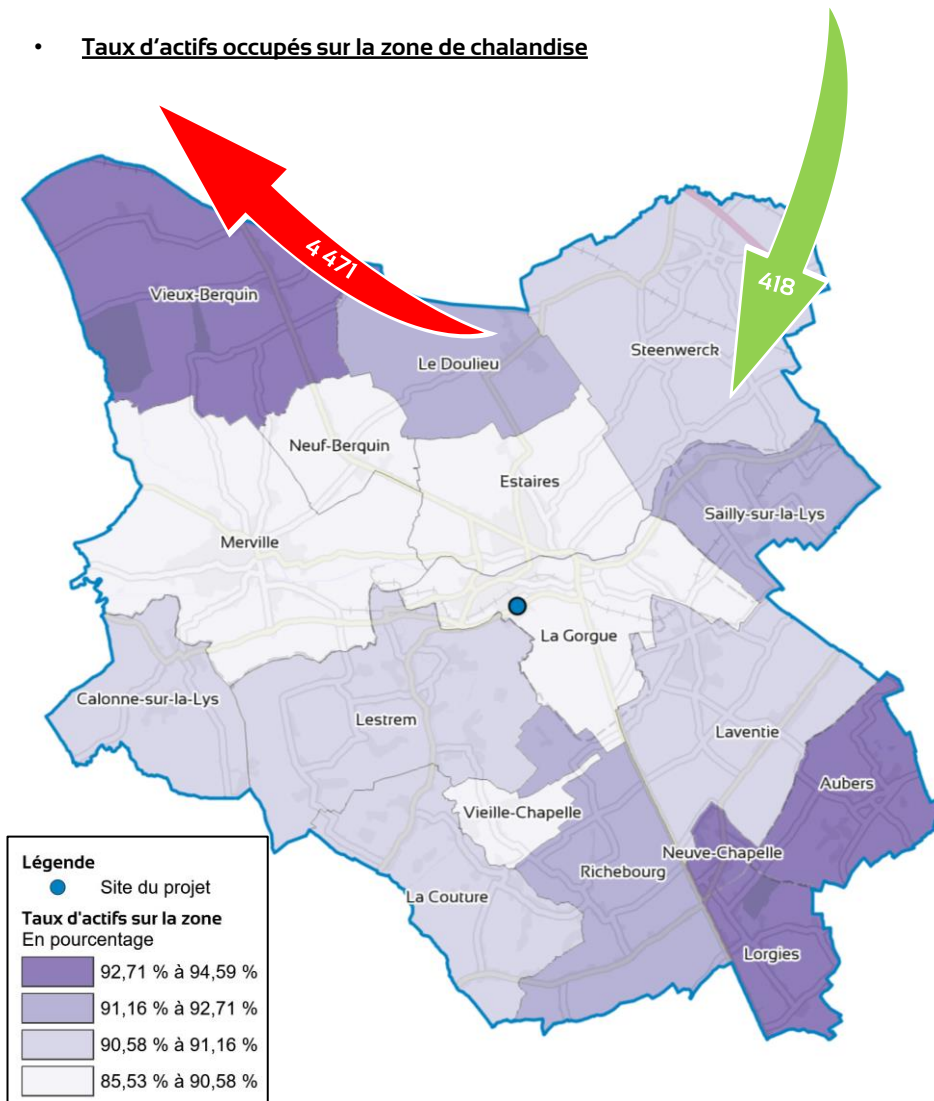 • Taux d'actifs occupés sur la zone de chalandise
4 471
418
Vieux-Berquin
Le Doulieu
Steenwerck
Neuf-Berquin
Estaires
Sailly-sur-la-Lys
Merville
La Gorgue
Calonne-sur-la-Lys
Lestrem
Laventie
Aubers
Vieille-Chapelle
Neuve-Chapelle
Richebourg
La Couture
Lorgies
Légende
Site du projet
Taux d'actifs sur la zone
En pourcentage
92,71 % à 94,59 %
91,16 % à 92,71 %
90,58 % à 91,16 %
85,53 % à 90,58 %